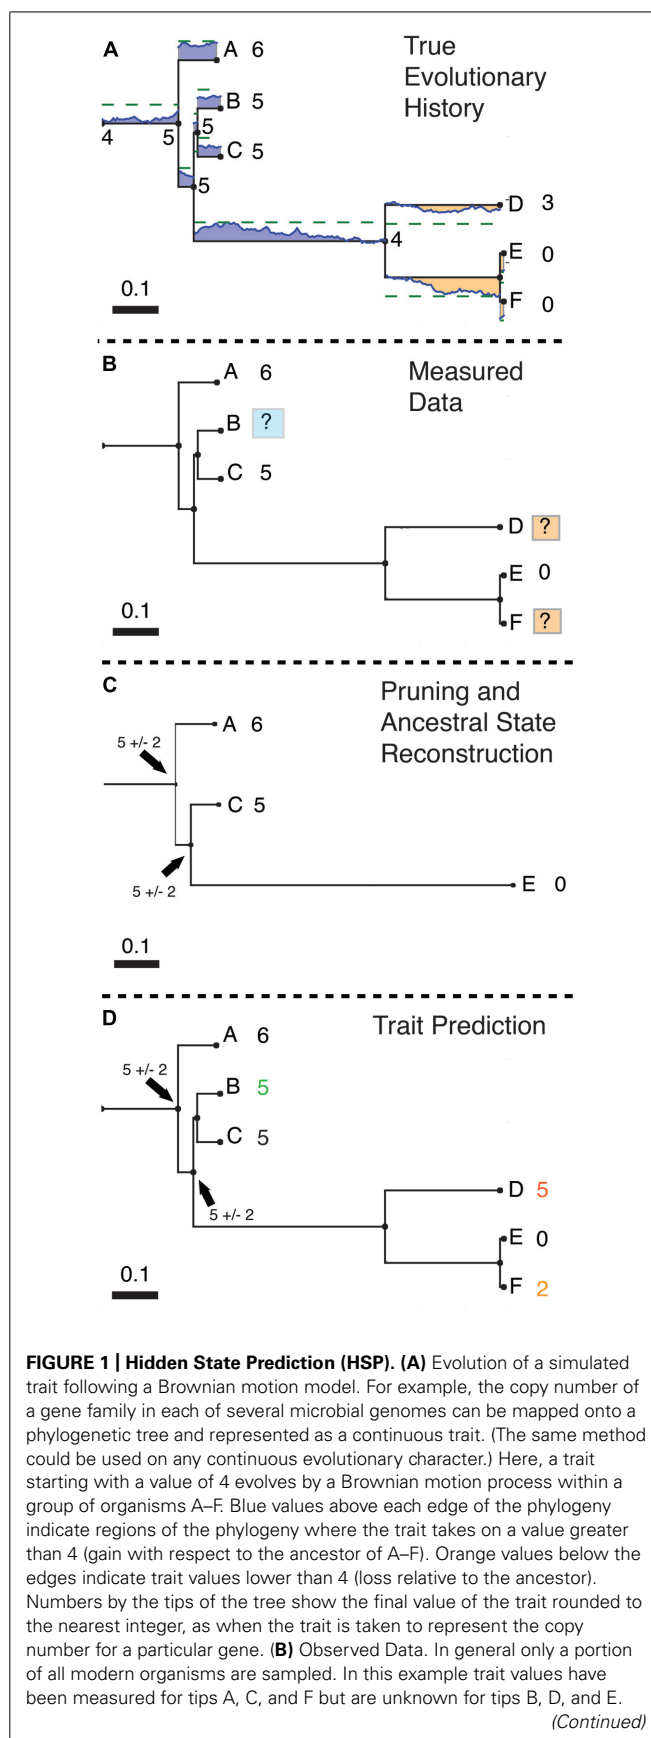 A
True
Evolutionary
History
A 6
B 5
4
5
5
C 5
5
D 3
4
E 0
F 0
0.1
B
Measured
Data
A 6
B ?
C 5
D ?
E 0
F ?
0.1
C
Pruning and
Ancestral State
Reconstruction
A 6
5 +/- 2
C 5
5 +/- 2
E 0
0.1
D
Trait Prediction
A 6
5 +/- 2
B 5
C 5
D 5
5 +/- 2
E 0
F 2
0.1
FIGURE 1 | Hidden State Prediction (HSP). (A) Evolution of a simulated
trait following a Brownian motion model. For example, the copy number of
a gene family in each of several microbial genomes can be mapped onto a
phylogenetic tree and represented as a continuous trait. (The same method
could be used on any continuous evolutionary character.) Here, a trait
starting with a value of 4 evolves by a Brownian motion process within a
group of organisms A–F. Blue values above each edge of the phylogeny
indicate regions of the phylogeny where the trait takes on a value greater
than 4 (gain with respect to the ancestor of A–F). Orange values below the
edges indicate trait values lower than 4 (loss relative to the ancestor).
Numbers by the tips of the tree show the final value of the trait rounded to
the nearest integer, as when the trait is taken to represent the copy
number for a particular gene. (B) Observed Data. In general only a portion
of all modern organisms are sampled. In this example trait values have
been measured for tips A, C, and F but are unknown for tips B, D, and E.
(Continued)